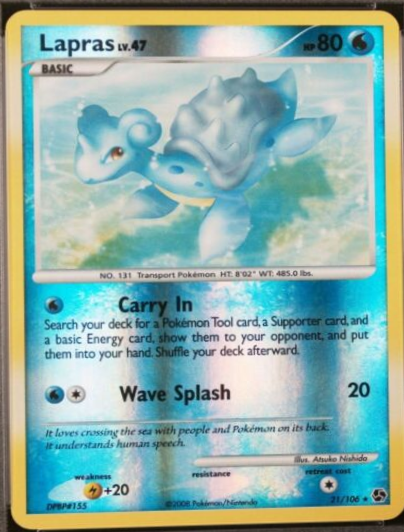 Lapras LV.47 HP 80
BASIC
NO. 131 Transport Pokémon HT: 8'02" WT: 485.0 lbs.
Carry In
Search your deck for a Pokémon Tool card, a Supporter card, and
a basic Energy card, show them to your opponent, and put
them into your hand. Shuffle your deck afterward.
Wave Splash 20
It loves crossing the sea with people and Pokémon on its back.
It understands human speech.
Illus. Atsuko Nishida
weakness resistance retreat cost
+20
DPBP#155 ©2008 Pokémon/Nintendo 21/106